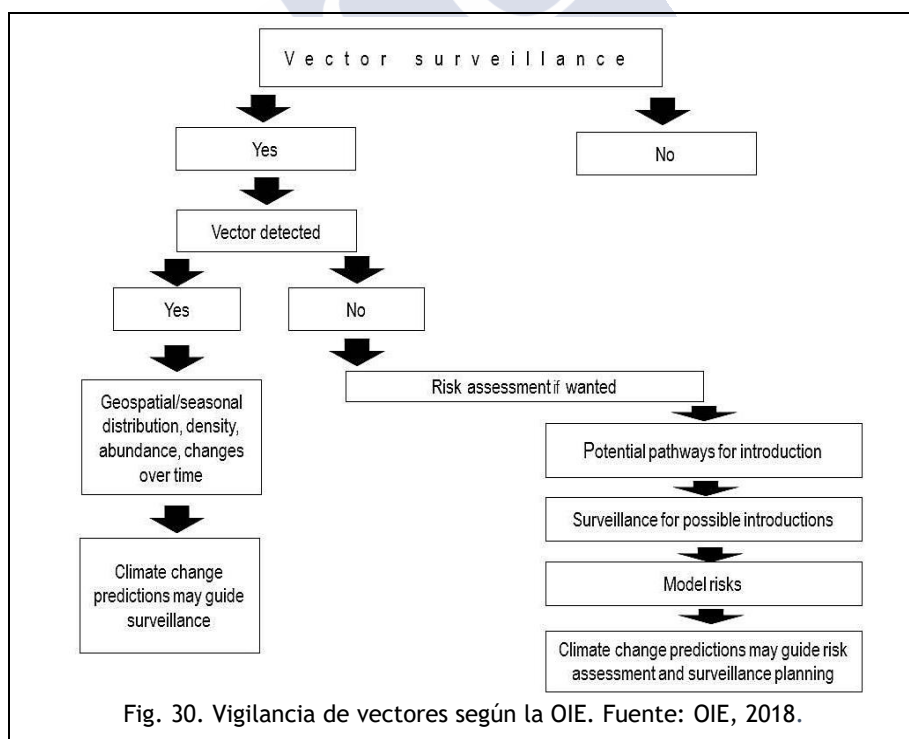 Vector surveillance
Yes
No
Vector detected
Yes
No
Risk assessment if wanted
Geospatial/seasonal
distribution, density,
abundance, changes
over time
Potential pathways for introduction
Surveillance for possible introductions
Climate change
predictions may guide
surveillance
Model risks
Climate change predictions may guide risk
assessment and surveillance planning
Fig. 30. Vigilancia de vectores según la OIE. Fuente: OIE, 2018.